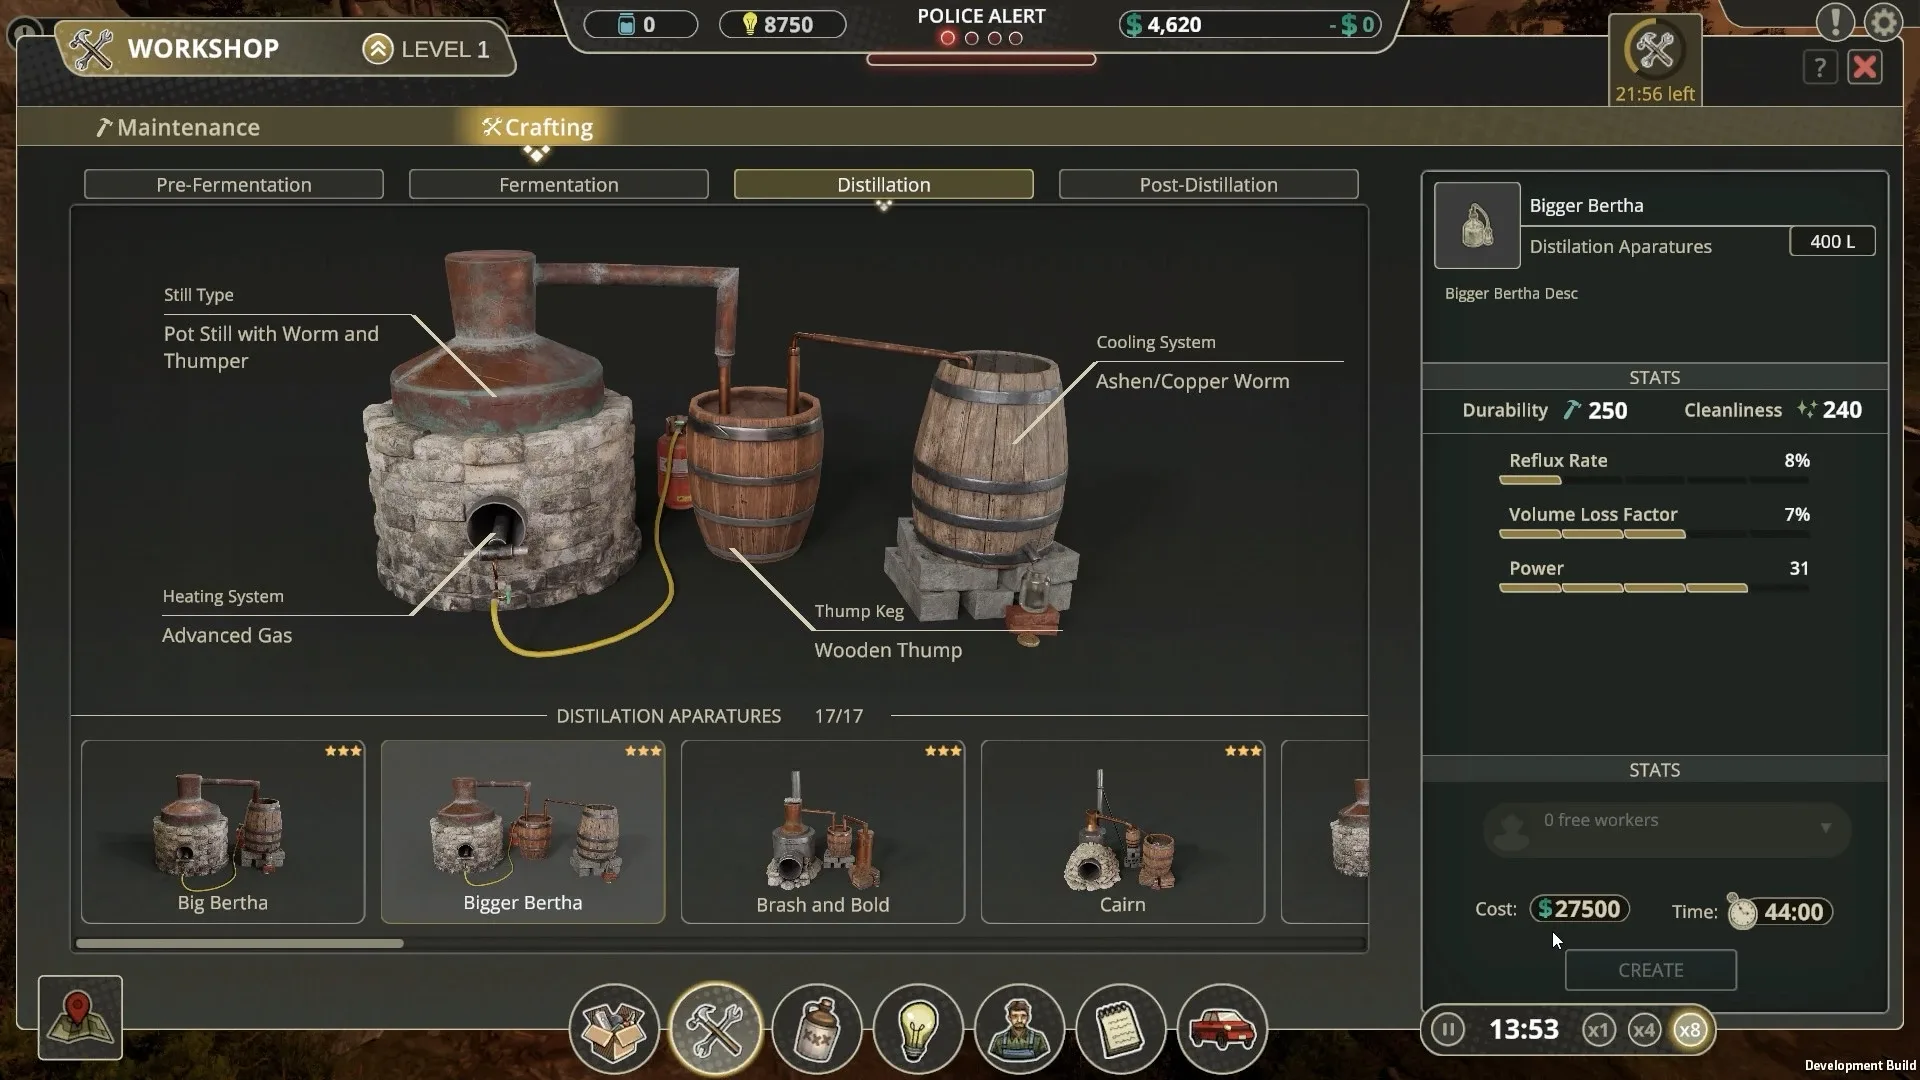 WORKSHOP
LEVEL 1
0
8750
POLICE ALERT
$ 4,620
- $ 0
!
21:56 left
?
Maintenance
Crafting
Pre-Fermentation
Fermentation
Distillation
Post-Distillation
Still Type
Pot Still with Worm and
Thumper
Cooling System
Ashen/Copper Worm
Heating System
Advanced Gas
Thump Keg
Wooden Thump
DISTILATION APARATURES 17/17
Big Bertha
Bigger Bertha
Brash and Bold
Cairn
Bigger Bertha
Distilation Aparatures
400 L
Bigger Bertha Desc
STATS
Durability 250
Cleanliness 240
Reflux Rate 8%
Volume Loss Factor 7%
Power 31
STATS
0 free workers
Cost: $27500
Time: 44:00
CREATE
XXX
13:53
x1
x4
x8
Development Build